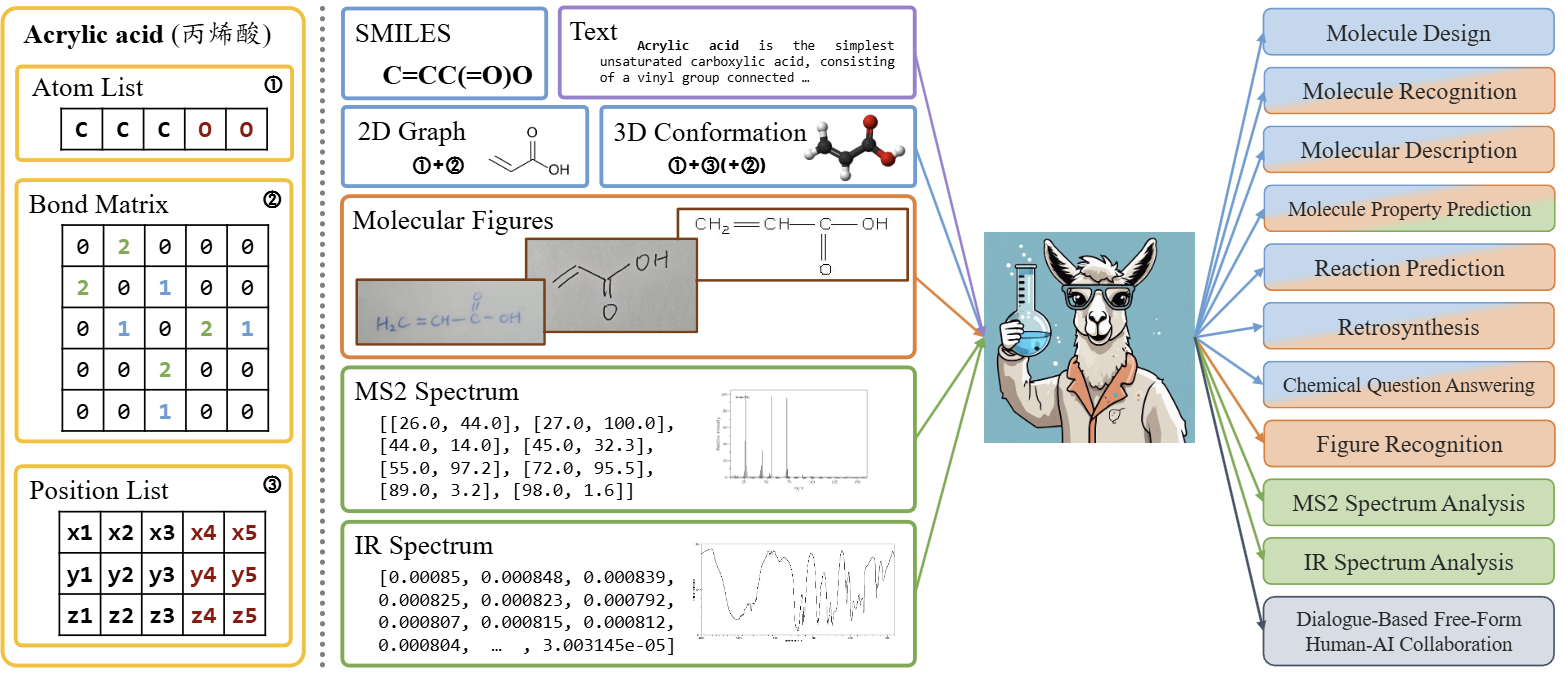 Acrylic acid (丙烯酸)
Atom List ①
C C C O O
Bond Matrix ②
0 2 0 0 0
2 0 1 0 0
0 1 0 2 1
0 0 2 0 0
0 0 1 0 0
Position List ③
x1 x2 x3 x4 x5
y1 y2 y3 y4 y5
z1 z2 z3 z4 z5
SMILES
C=CC(=O)O
Text
Acrylic acid is the simplest
unsaturated carboxylic acid, consisting
of a vinyl group connected …
2D Graph
①+②
O
OH
3D Conformation
①+③(+②)
Molecular Figures
CH2=CH—C—OH
O
OH
O
O
H2C=CH-C-OH
MS2 Spectrum
[[26.0, 44.0], [27.0, 100.0],
[44.0, 14.0], [45.0, 32.3],
[55.0, 97.2], [72.0, 95.5],
[89.0, 3.2], [98.0, 1.6]]
IR Spectrum
[0.00085, 0.000848, 0.000839,
0.000825, 0.000823, 0.000792,
0.000807, 0.000815, 0.000812,
0.000804, … , 3.003145e-05]
Molecule Design
Molecule Recognition
Molecular Description
Molecule Property Prediction
Reaction Prediction
Retrosynthesis
Chemical Question Answering
Figure Recognition
MS2 Spectrum Analysis
IR Spectrum Analysis
Dialogue-Based Free-Form
Human-AI Collaboration